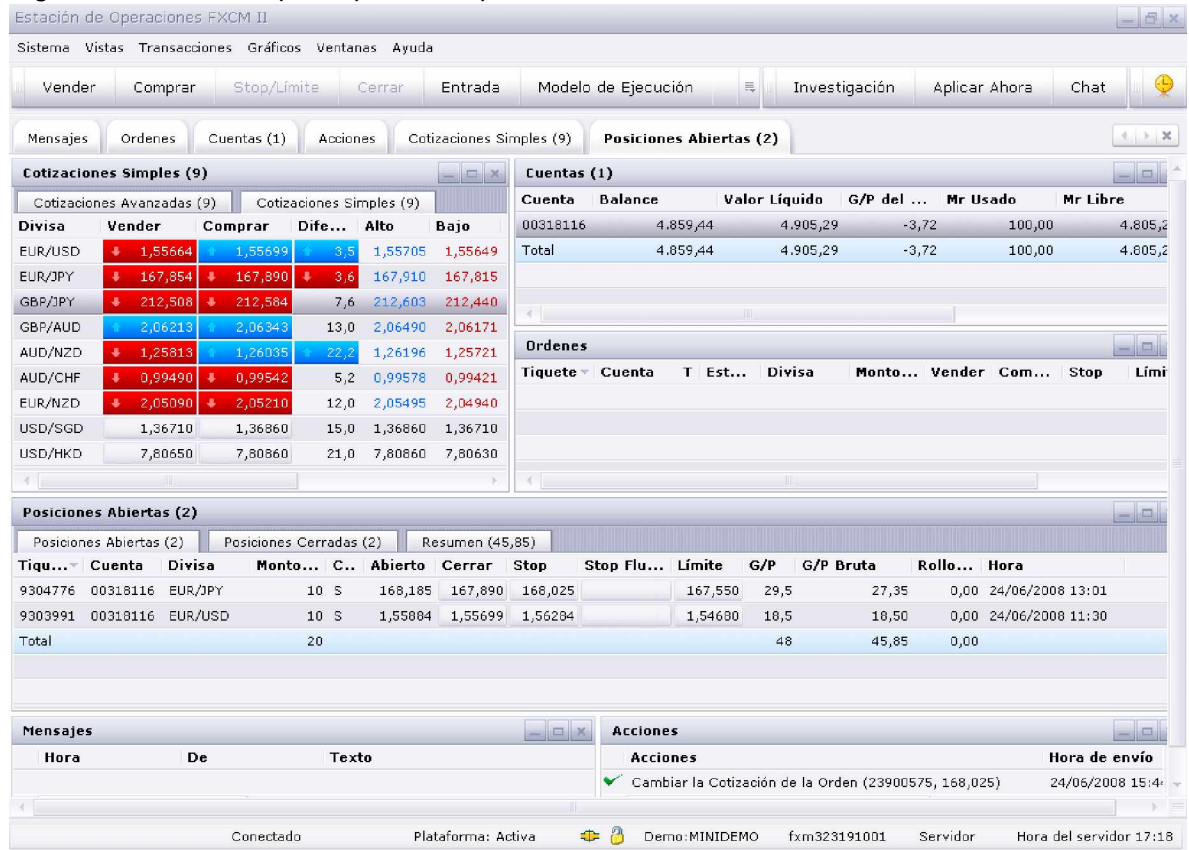 Estación de Operaciones FXCM II
Sistema Vistas Transacciones Gráficos Ventanas Ayuda
Vender Comprar Stop/Límite Cerrar Entrada Modelo de Ejecución Investigación Aplicar Ahora Chat
Mensajes Ordenes Cuentas (1) Acciones Cotizaciones Simples (9) Posiciones Abiertas (2)
Cotizaciones Simples (9)
Cotizaciones Avanzadas (9) Cotizaciones Simples (9)
Divisa Vender Comprar Dife... Alto Bajo
EUR/USD 1,55664 1,55699 3,5 1,55705 1,55649
EUR/JPY 167,854 167,890 3,6 167,910 167,815
GBP/JPY 212,508 212,584 7,6 212,603 212,440
GBP/AUD 2,06213 2,06343 13,0 2,06490 2,06171
AUD/NZD 1,25813 1,26035 22,2 1,26196 1,25721
AUD/CHF 0,99490 0,99542 5,2 0,99578 0,99421
EUR/NZD 2,05090 2,05210 12,0 2,05495 2,04940
USD/SGD 1,36710 1,36860 15,0 1,36860 1,36710
USD/HKD 7,80650 7,80860 21,0 7,80860 7,80630
Cuentas (1)
Cuenta Balance Valor Líquido G/P del ... Mr Usado Mr Libre
00318116 4.859,44 4.905,29 -3,72 100,00 4.805,2
Total 4.859,44 4.905,29 -3,72 100,00 4.805,2
Ordenes
Tiquete Cuenta T Est... Divisa Monto... Vender Com... Stop Lími
Posiciones Abiertas (2)
Posiciones Abiertas (2) Posiciones Cerradas (2) Resumen (45,85)
Tiqu... Cuenta Divisa Monto... C.. Abierto Cerrar Stop Stop Flu... Límite G/P G/P Bruta Rollo... Hora
9304776 00318116 EUR/JPY 10 S 168,185 167,890 168,025 167,550 29,5 27,35 0,00 24/06/2008 13:01
9303991 00318116 EUR/USD 10 S 1,55884 1,55699 1,56284 1,54680 18,5 18,50 0,00 24/06/2008 11:30
Total 20 48 45,85 0,00
Mensajes
Hora De Texto
Acciones
Acciones Hora de envío
Cambiar la Cotización de la Orden (23900575, 168,025) 24/06/2008 15:4
Conectado Plataforma: Activa Demo:MINIDEMO fxm323191001 Servidor Hora del servidor 17:18